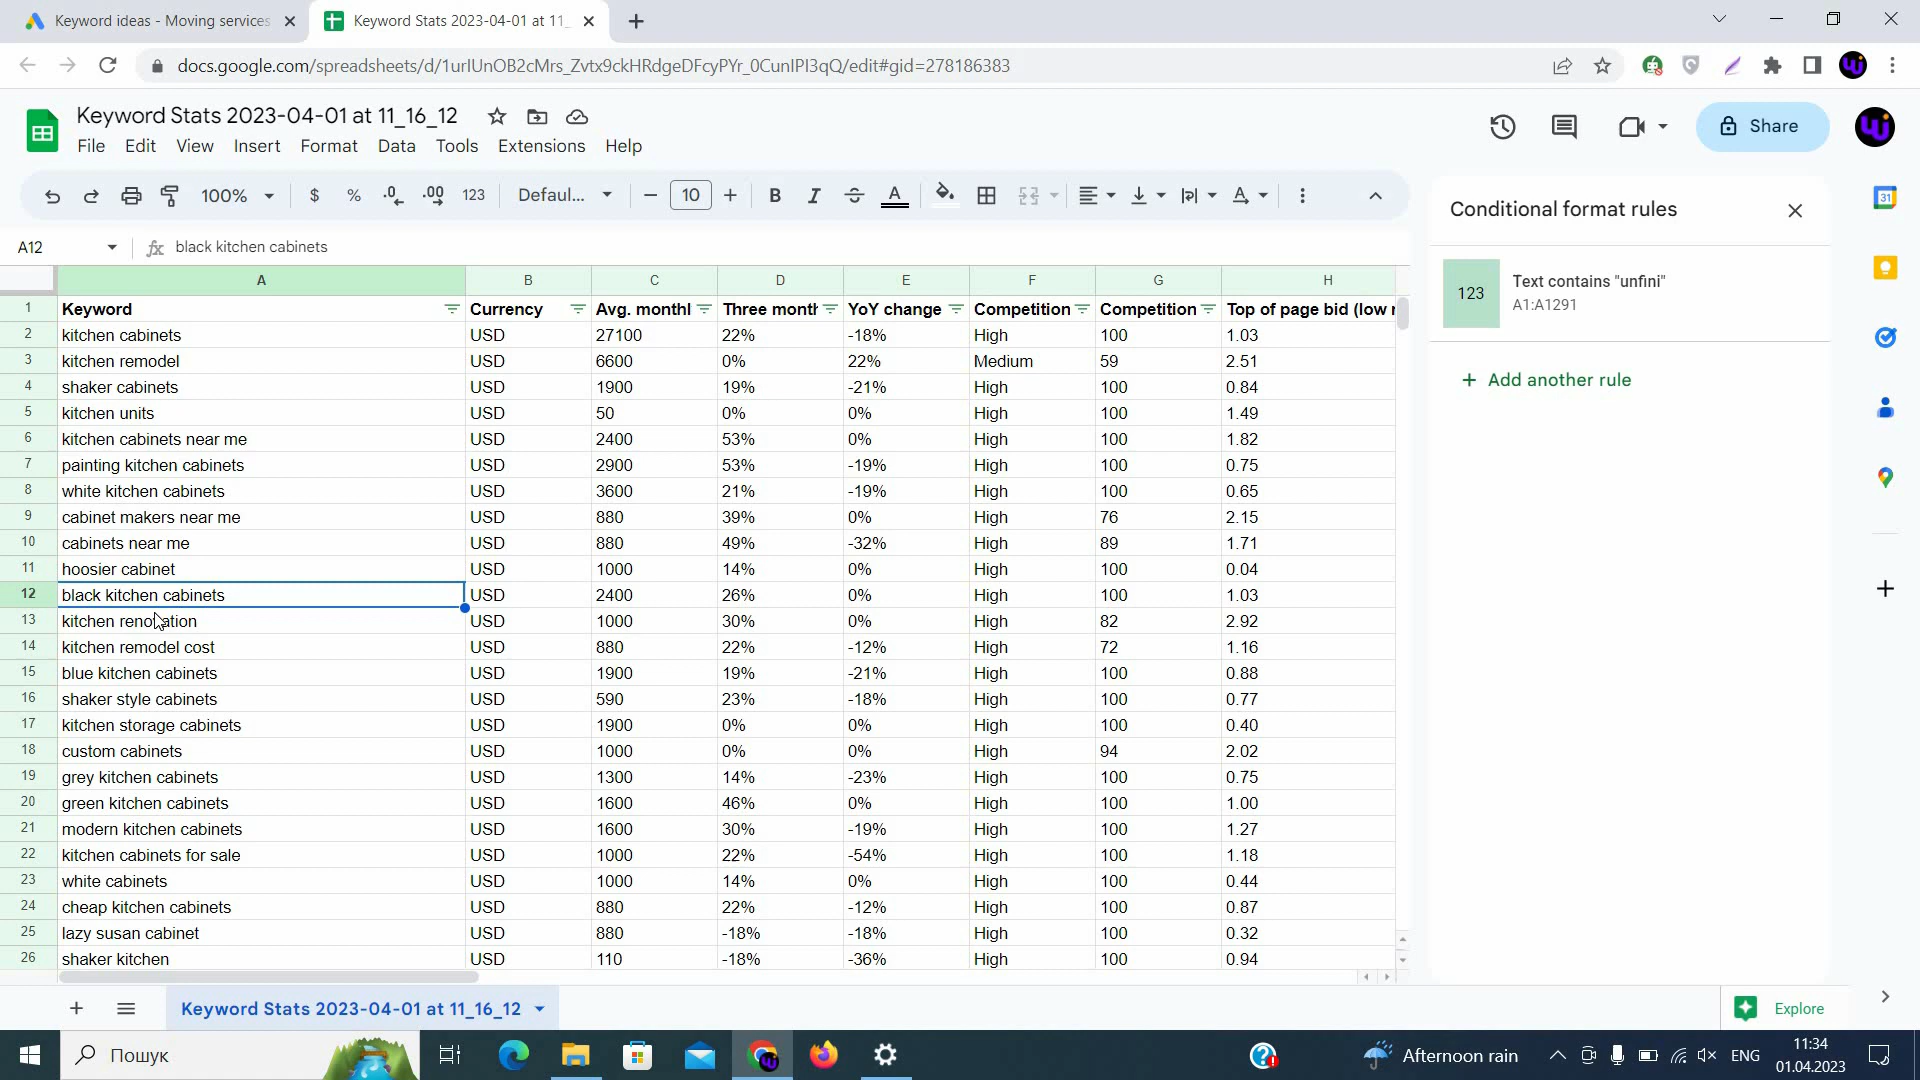 Keyword ideas - Moving services
Keyword Stats 2023-04-01 at 11_
docs.google.com/spreadsheets/d/1urIUnOB2cMrs_Zvtx9ckHRdgeDFcyPYr_0CunIPI3qQ/edit#gid=278186383
Keyword Stats 2023-04-01 at 11_16_12
File Edit View Insert Format Data Tools Extensions Help
Share
100% $ % .0 .00 123 Defaul... 10 B I A
Conditional format rules
A12 fx black kitchen cabinets
123 Text contains "unfini"
A1:A1291
+ Add another rule
31
A B C D E F G H
1 Keyword Currency Avg. monthl Three month YoY change Competition Competition Top of page bid (low r
2 kitchen cabinets USD 27100 22% -18% High 100 1.03
3 kitchen remodel USD 6600 0% 22% Medium 59 2.51
4 shaker cabinets USD 1900 19% -21% High 100 0.84
5 kitchen units USD 50 0% 0% High 100 1.49
6 kitchen cabinets near me USD 2400 53% 0% High 100 1.82
7 painting kitchen cabinets USD 2900 53% -19% High 100 0.75
8 white kitchen cabinets USD 3600 21% -19% High 100 0.65
9 cabinet makers near me USD 880 39% 0% High 76 2.15
10 cabinets near me USD 880 49% -32% High 89 1.71
11 hoosier cabinet USD 1000 14% 0% High 100 0.04
12 black kitchen cabinets USD 2400 26% 0% High 100 1.03
13 kitchen renovation USD 1000 30% 0% High 82 2.92
14 kitchen remodel cost USD 880 22% -12% High 72 1.16
15 blue kitchen cabinets USD 1900 19% -21% High 100 0.88
16 shaker style cabinets USD 590 23% -18% High 100 0.77
17 kitchen storage cabinets USD 1900 0% 0% High 100 0.40
18 custom cabinets USD 1000 0% 0% High 94 2.02
19 grey kitchen cabinets USD 1300 14% -23% High 100 0.75
20 green kitchen cabinets USD 1600 46% 0% High 100 1.00
21 modern kitchen cabinets USD 1600 30% -19% High 100 1.27
22 kitchen cabinets for sale USD 1000 22% -54% High 100 1.18
23 white cabinets USD 1000 14% 0% High 100 0.44
24 cheap kitchen cabinets USD 880 22% -12% High 100 0.87
25 lazy susan cabinet USD 880 -18% -18% High 100 0.32
26 shaker kitchen USD 110 -18% -36% High 100 0.94
Keyword Stats 2023-04-01 at 11_16_12
Explore
Пошук
Afternoon rain
ENG
11:34
01.04.2023